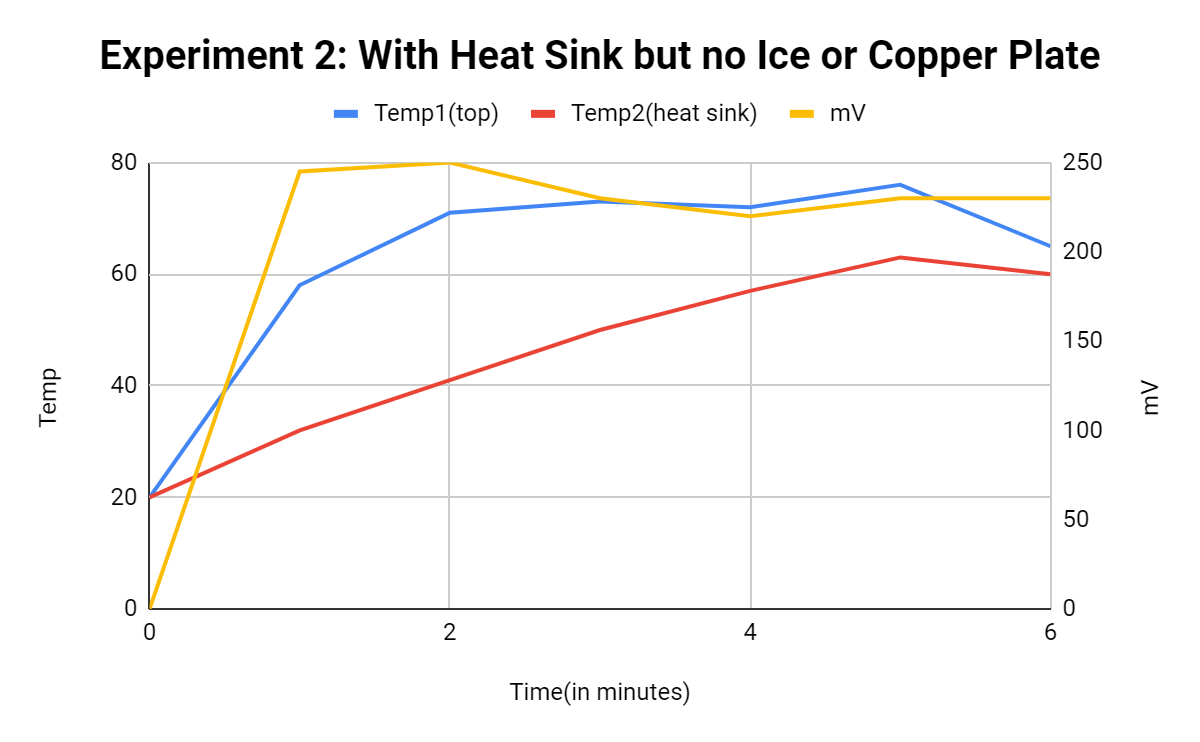 Experiment 2: With Heat Sink but no Ice or Copper Plate
Temp1(top) Temp2(heat sink) mV
80 250
60 200
40 150
20 100
0 50
0
Temp
mV
0 2 4 6
Time(in minutes)